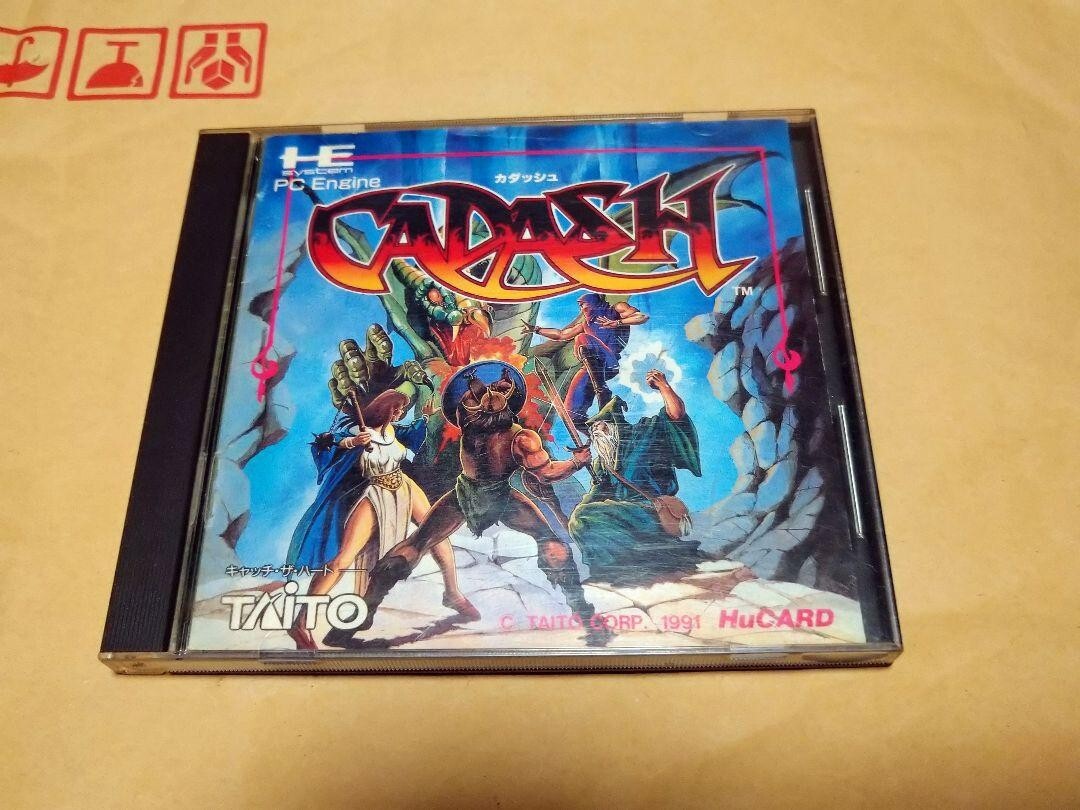 HE
SYSTEM
PC Engine
カダッシュ
CADASH
TM
キャッチ・ザ・ハート
TAITO
© TAITO CORP. 1991 HuCARD